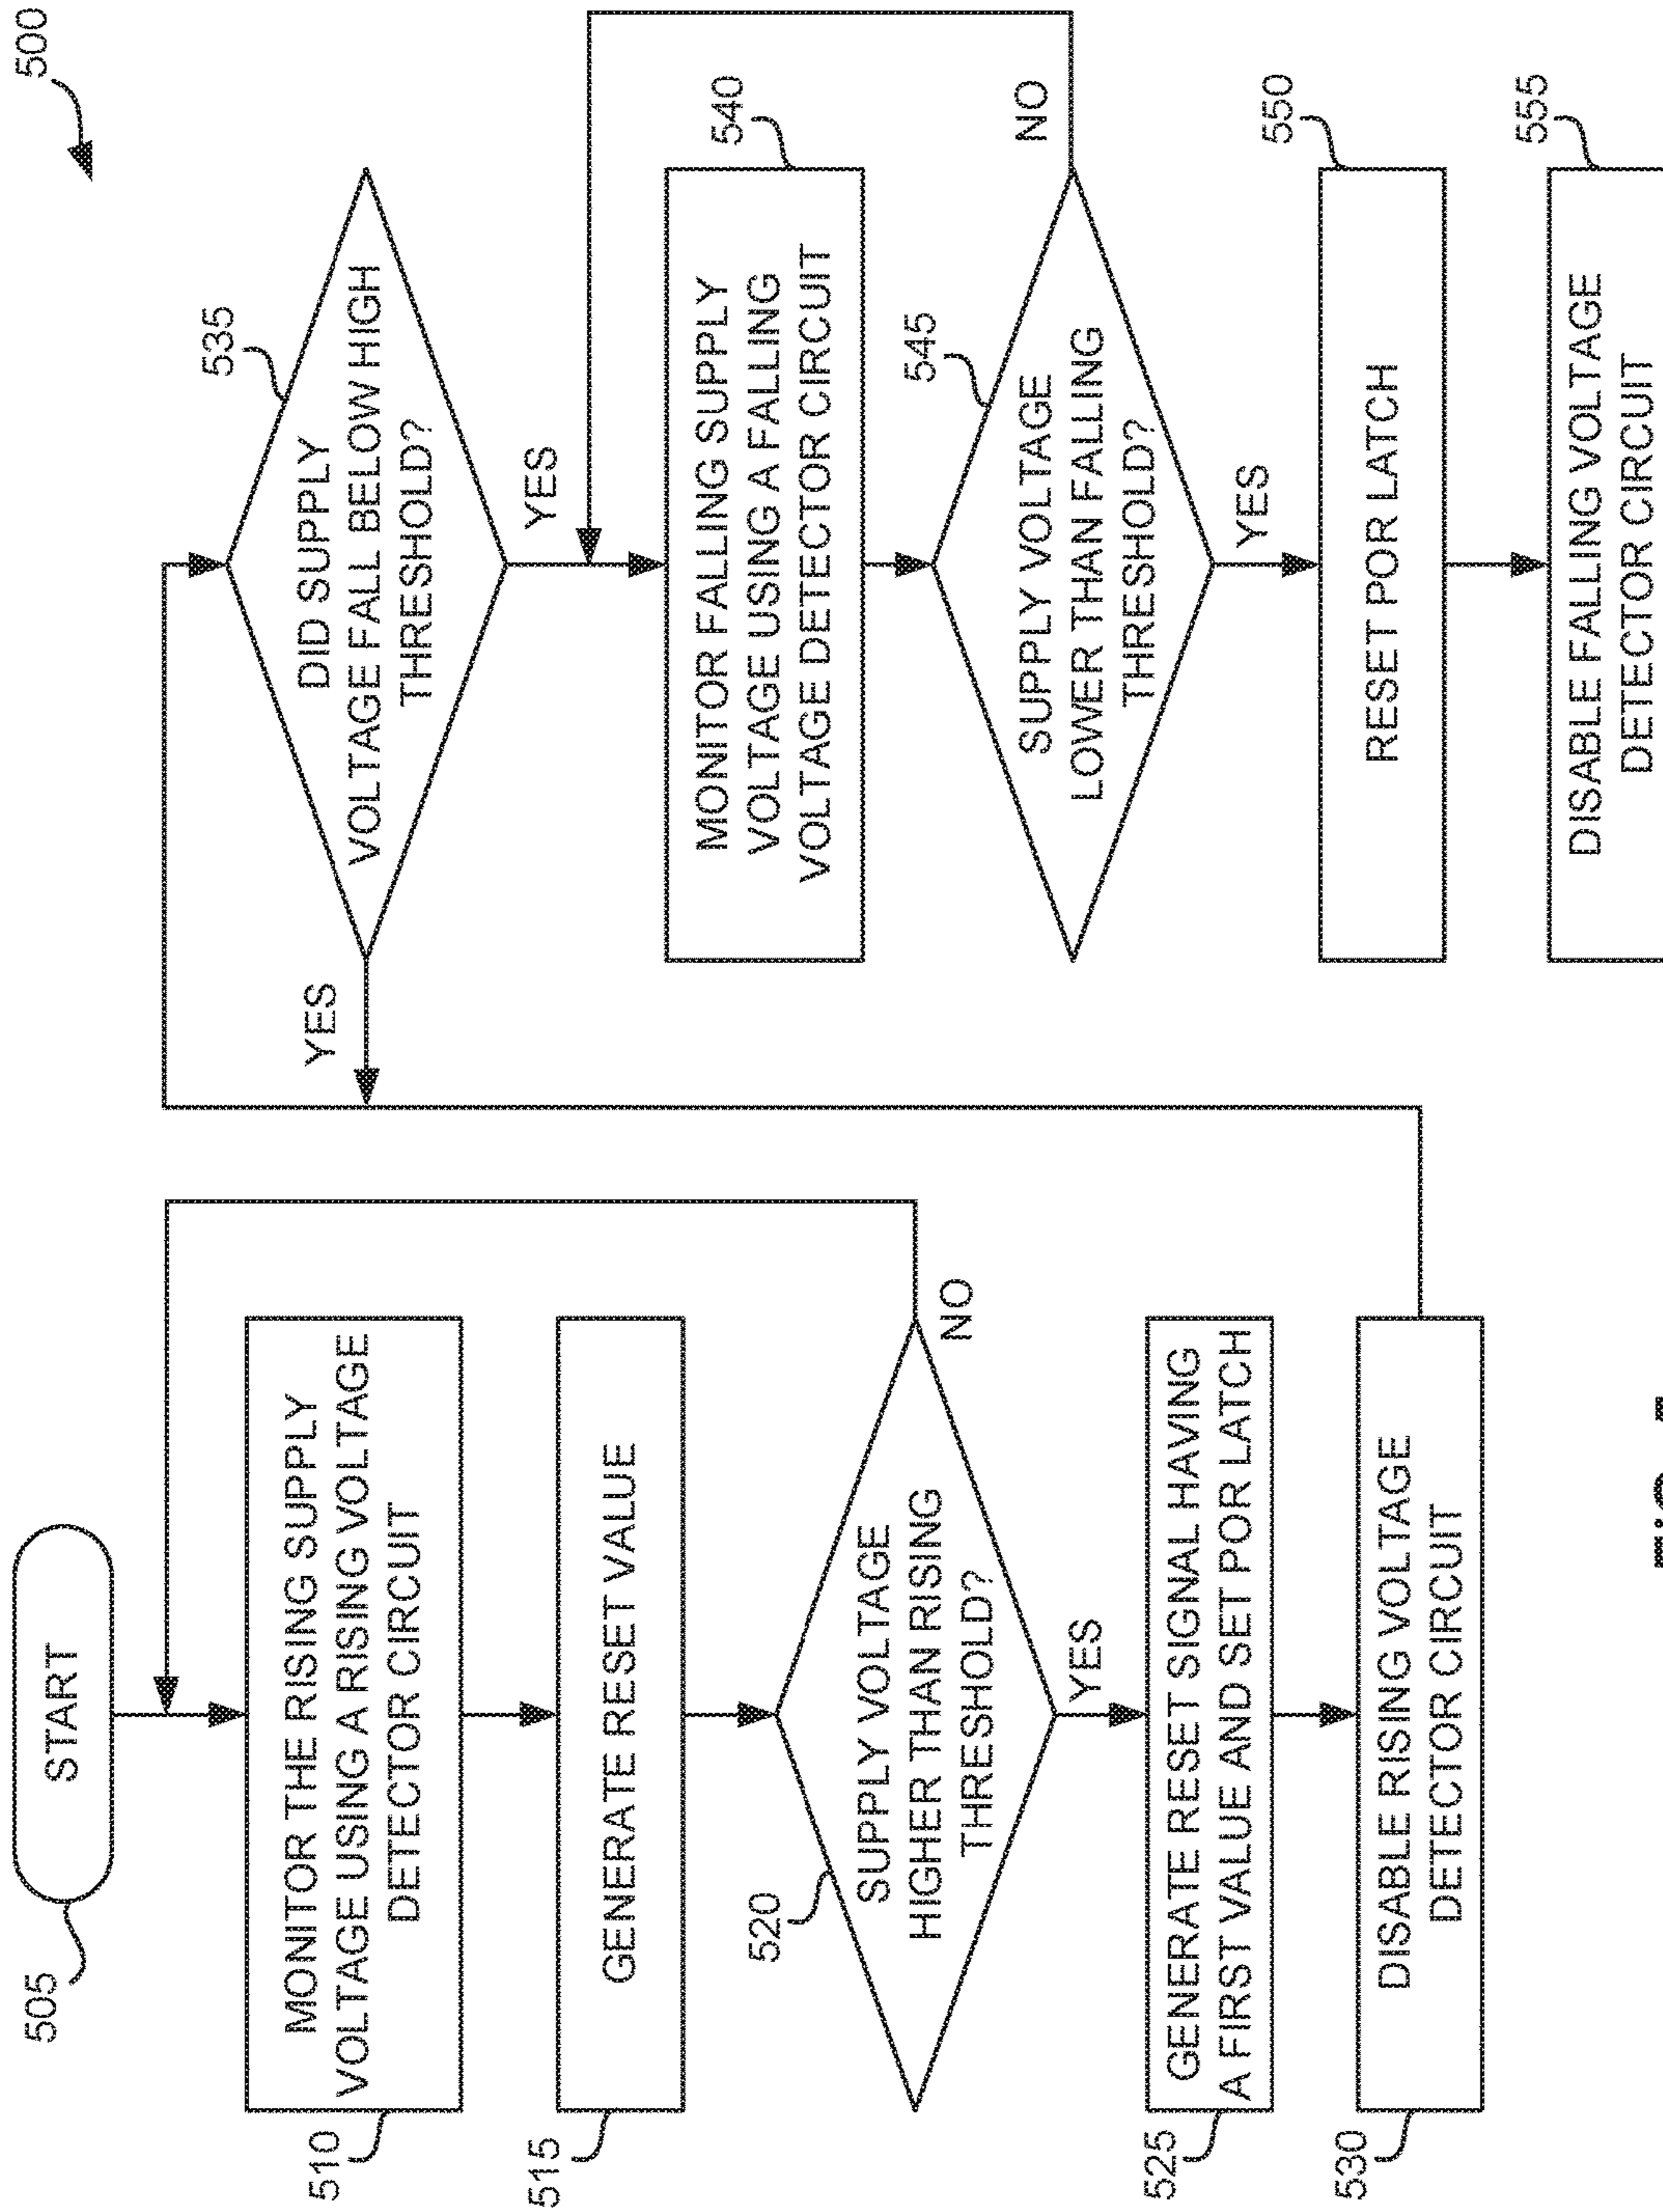 500
505
START
510
MONITOR THE RISING SUPPLY
VOLTAGE USING A RISING VOLTAGE
DETECTOR CIRCUIT
515
GENERATE RESET VALUE
520
SUPPLY VOLTAGE
HIGHER THAN RISING
THRESHOLD?
NO
YES
525
GENERATE RESET SIGNAL HAVING
A FIRST VALUE AND SET POR LATCH
530
DISABLE RISING VOLTAGE
DETECTOR CIRCUIT
535
DID SUPPLY
VOLTAGE FALL BELOW HIGH
THRESHOLD?
YES
YES
540
MONITOR FALLING SUPPLY
VOLTAGE USING A FALLING
VOLTAGE DETECTOR CIRCUIT
545
SUPPLY VOLTAGE
LOWER THAN FALLING
THRESHOLD?
NO
YES
550
RESET POR LATCH
555
DISABLE FALLING VOLTAGE
DETECTOR CIRCUIT